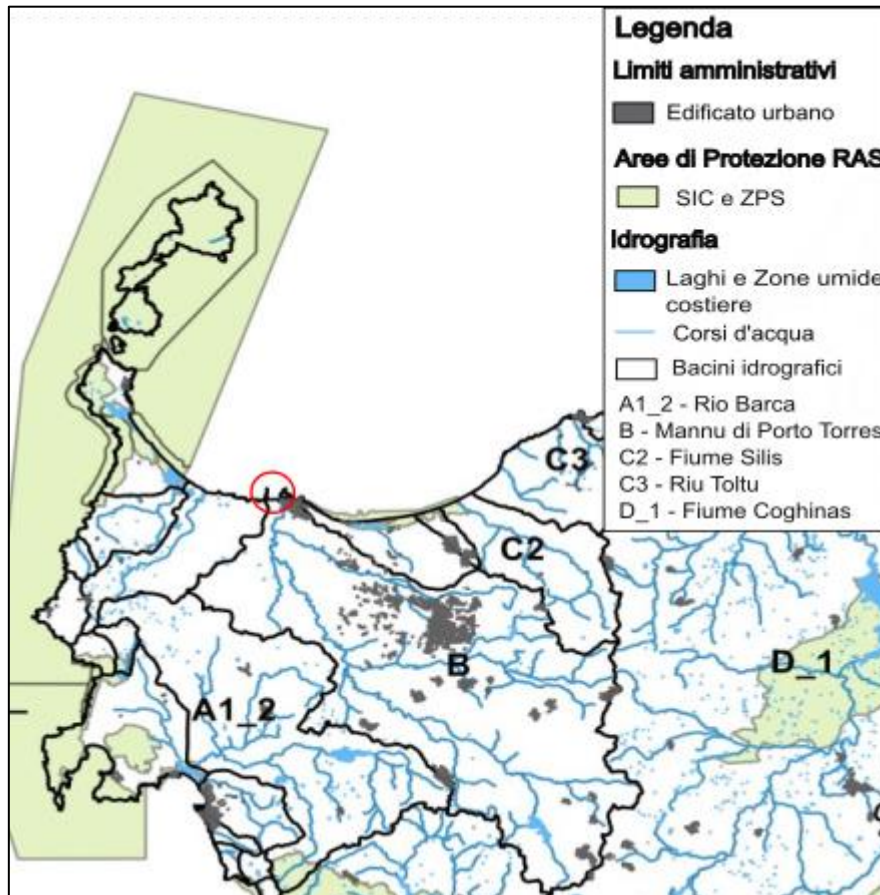 Legenda
Limiti amministrativi
Edificato urbano
Aree di Protezione RAS
SIC e ZPS
Idrografia
Laghi e Zone umide
costiere
Corsi d'acqua
Bacini idrografici
A1_2 - Rio Barca
B - Mannu di Porto Torres
C2 - Fiume Silis
C3 - Riu Toltu
D_1 - Fiume Coghinas
C3
C2
B
D_1
A1_2